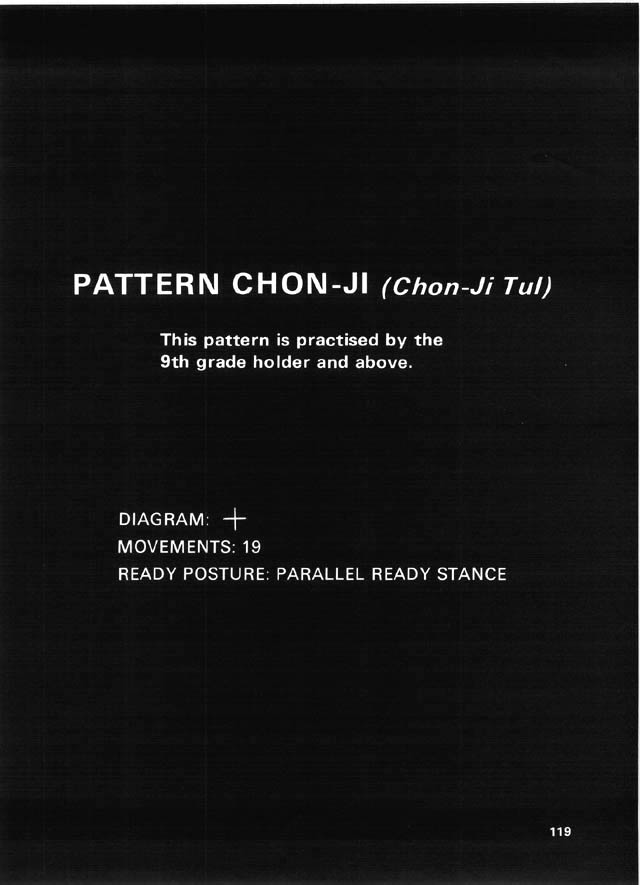 PATTERN CHON-JI (Chon-Ji Tul)
This pattern is practised by the
9th grade holder and above.
DIAGRAM:
MOVEMENTS: 19
READY POSTURE: PARALLEL READY STANCE
119